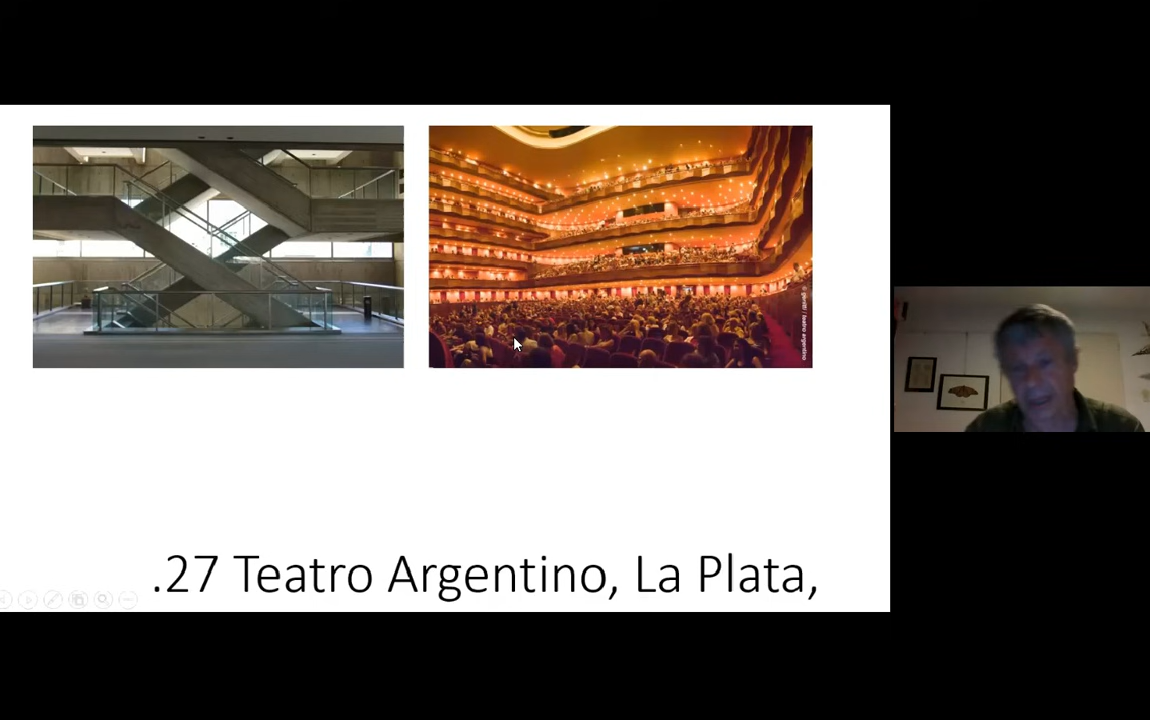 .27 Teatro Argentino, La Plata,